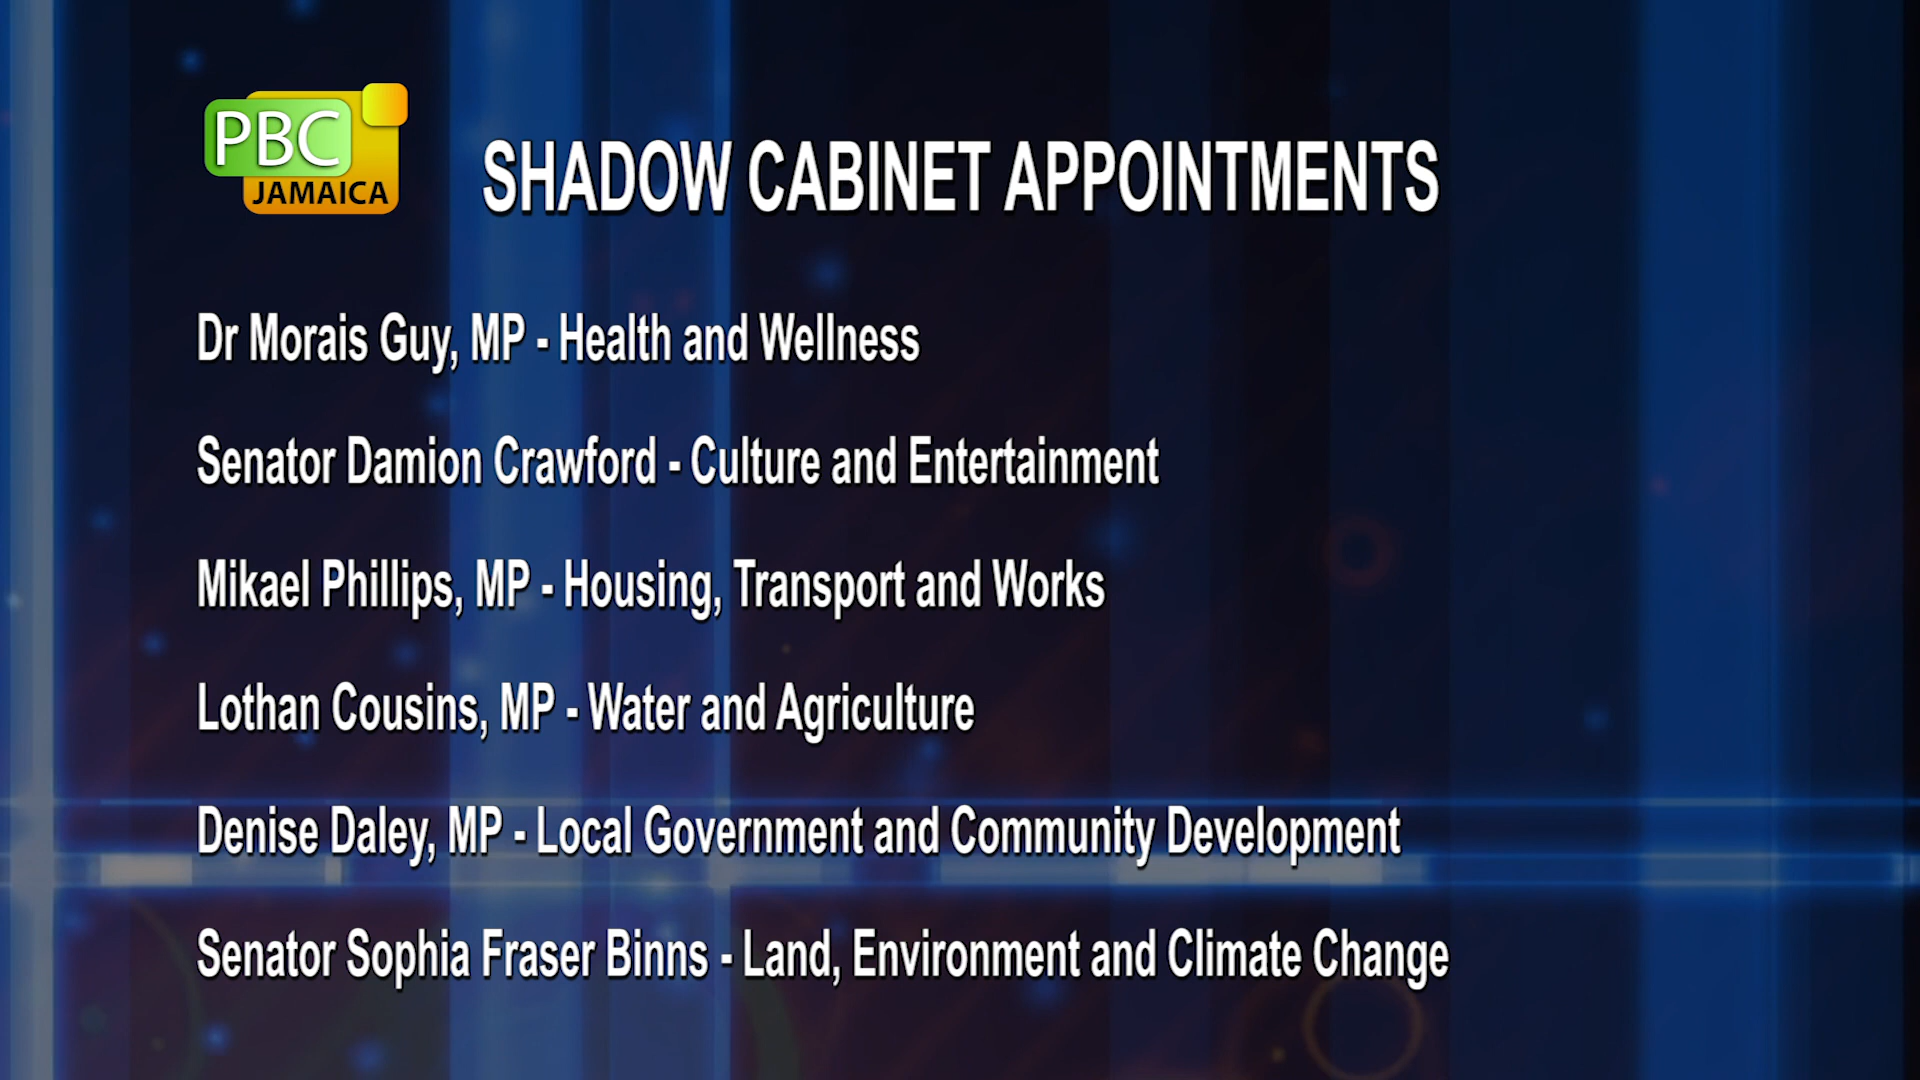 PBC
JAMAICA
SHADOW CABINET APPOINTMENTS
Dr Morais Guy, MP - Health and Wellness
Senator Damion Crawford - Culture and Entertainment
Mikael Phillips, MP - Housing, Transport and Works
Lothan Cousins, MP - Water and Agriculture
Denise Daley, MP - Local Government and Community Development
Senator Sophia Fraser Binns - Land, Environment and Climate Change